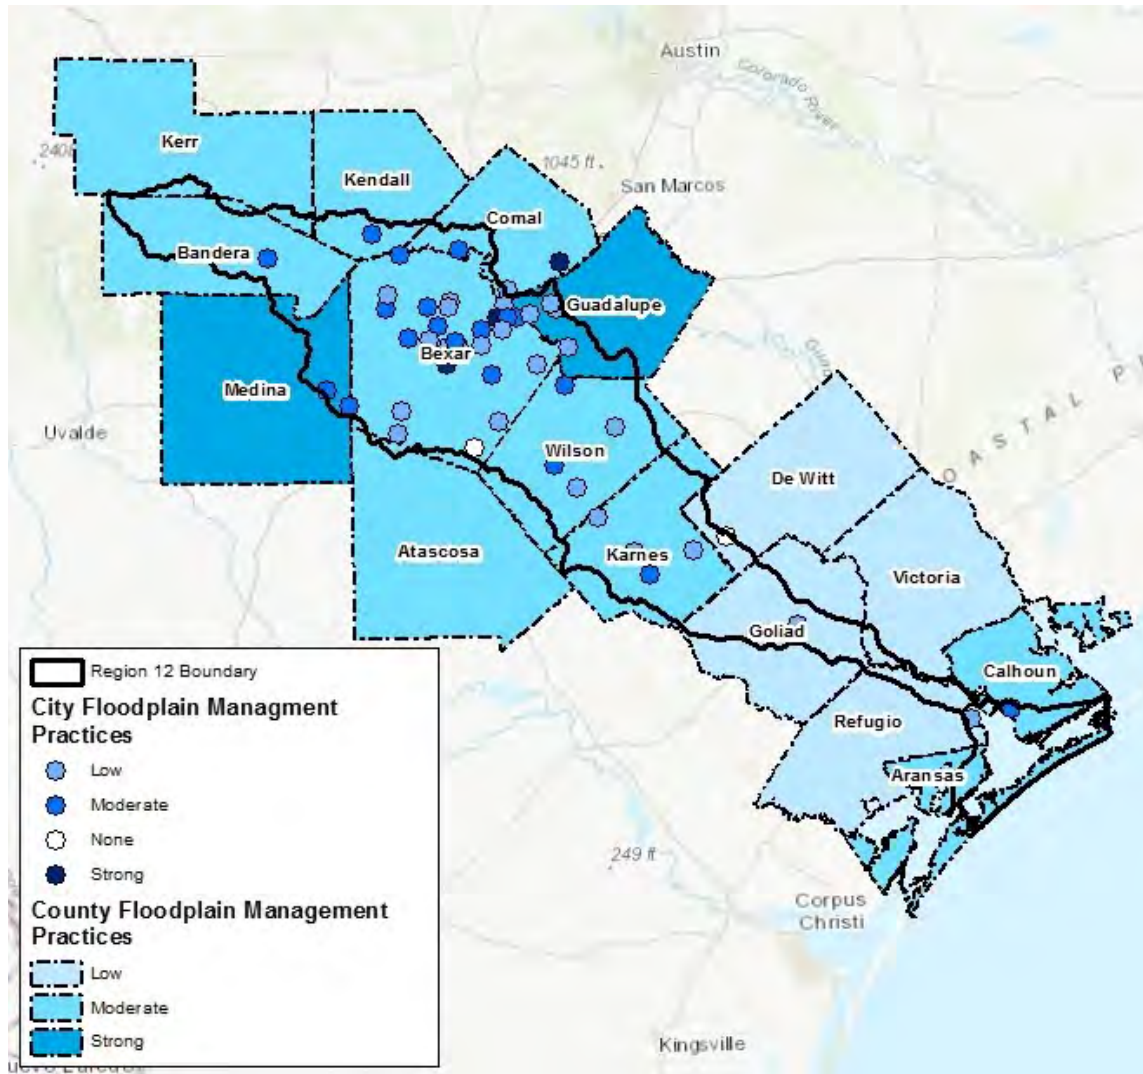 Austin
Colorado River
Kerr
2408
Kendall
1045 ft
San Marcos
Comal
Bandera
Guadalupe
Bexar
Medina
Uvalde
COASTAL
Wilson
De Witt
Atascosa
Karnes
Victoria
Goliad
Calhoun
Refugio
Aransas
249 ft
Corpus
Christi
Kingsville
Region 12 Boundary
City Floodplain Managment
Practices
Low
Moderate
None
Strong
County Floodplain Management
Practices
Low
Moderate
Strong